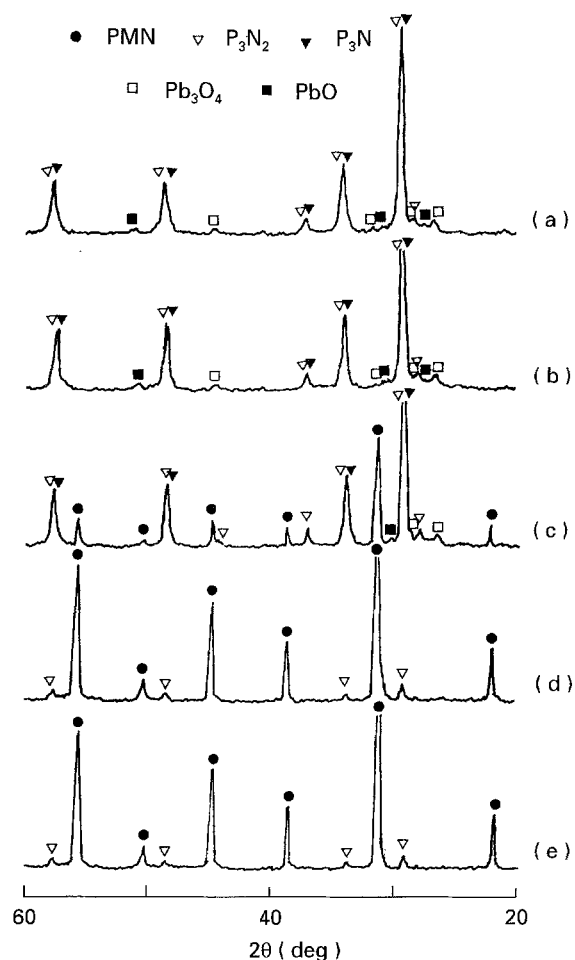 ● PMN ▽ P₃N₂ ▼ P₃N
□ Pb₃O₄ ■ PbO
(a)
(b)
(c)
(d)
(e)
60 40 20
2θ (deg)